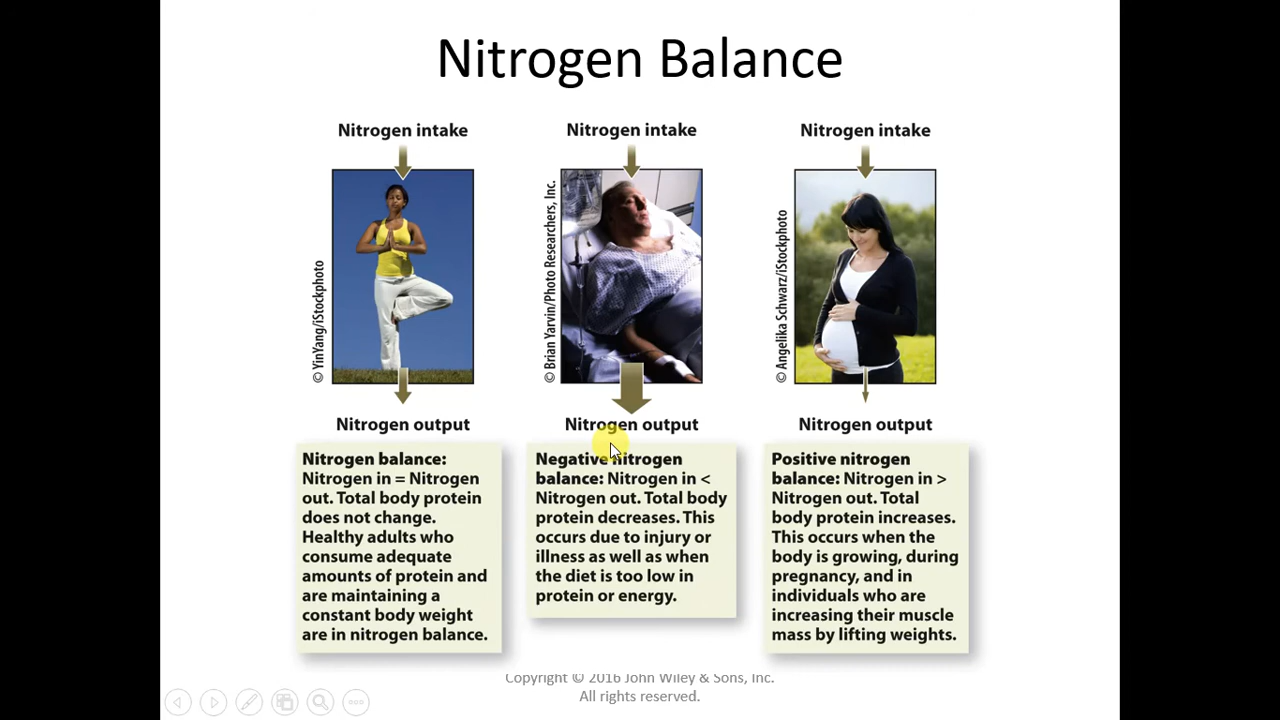 Nitrogen Balance
Nitrogen intake
Nitrogen intake
Nitrogen intake
© YinYang/iStockphoto
© Brian Yarvin/Photo Researchers, Inc.
© Angelika Schwarz/iStockphoto
Nitrogen output
Nitrogen output
Nitrogen output
Nitrogen balance:
Nitrogen in = Nitrogen
out. Total body protein
does not change.
Healthy adults who
consume adequate
amounts of protein and
are maintaining a
constant body weight
are in nitrogen balance.
Negative nitrogen
balance: Nitrogen in <
Nitrogen out. Total body
protein decreases. This
occurs due to injury or
illness as well as when
the diet is too low in
protein or energy.
Positive nitrogen
balance: Nitrogen in >
Nitrogen out. Total
body protein increases.
This occurs when the
body is growing, during
pregnancy, and in
individuals who are
increasing their muscle
mass by lifting weights.
Copyright © 2016 John Wiley & Sons, Inc.
All rights reserved.